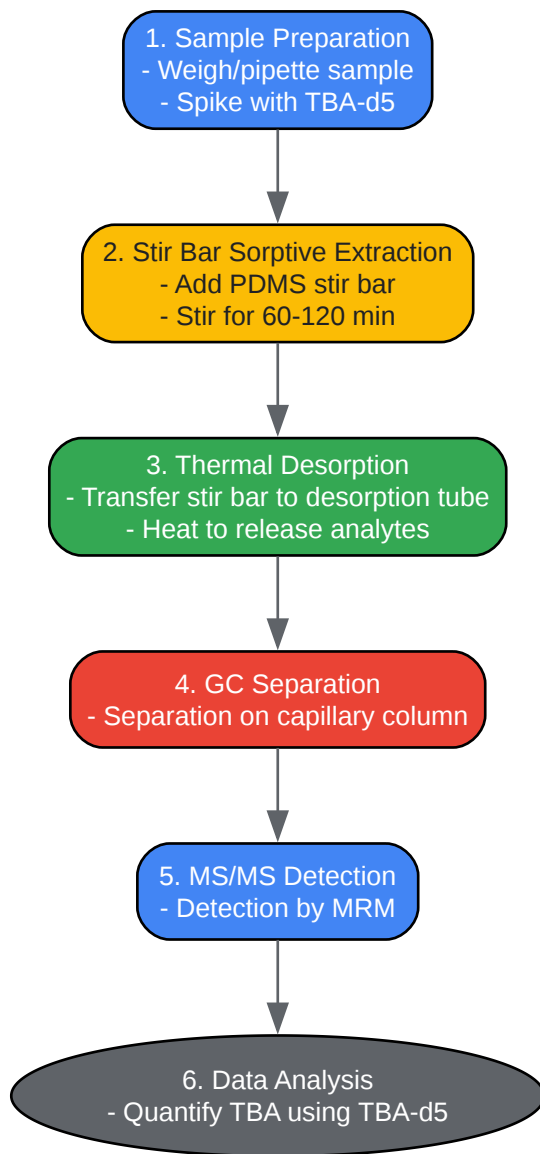 1. Sample Preparation
- Weigh/pipette sample
- Spike with TBA-d5
2. Stir Bar Sorptive Extraction
- Add PDMS stir bar
- Stir for 60-120 min
3. Thermal Desorption
- Transfer stir bar to desorption tube
- Heat to release analytes
4. GC Separation
- Separation on capillary column
5. MS/MS Detection
- Detection by MRM
6. Data Analysis
- Quantify TBA using TBA-d5